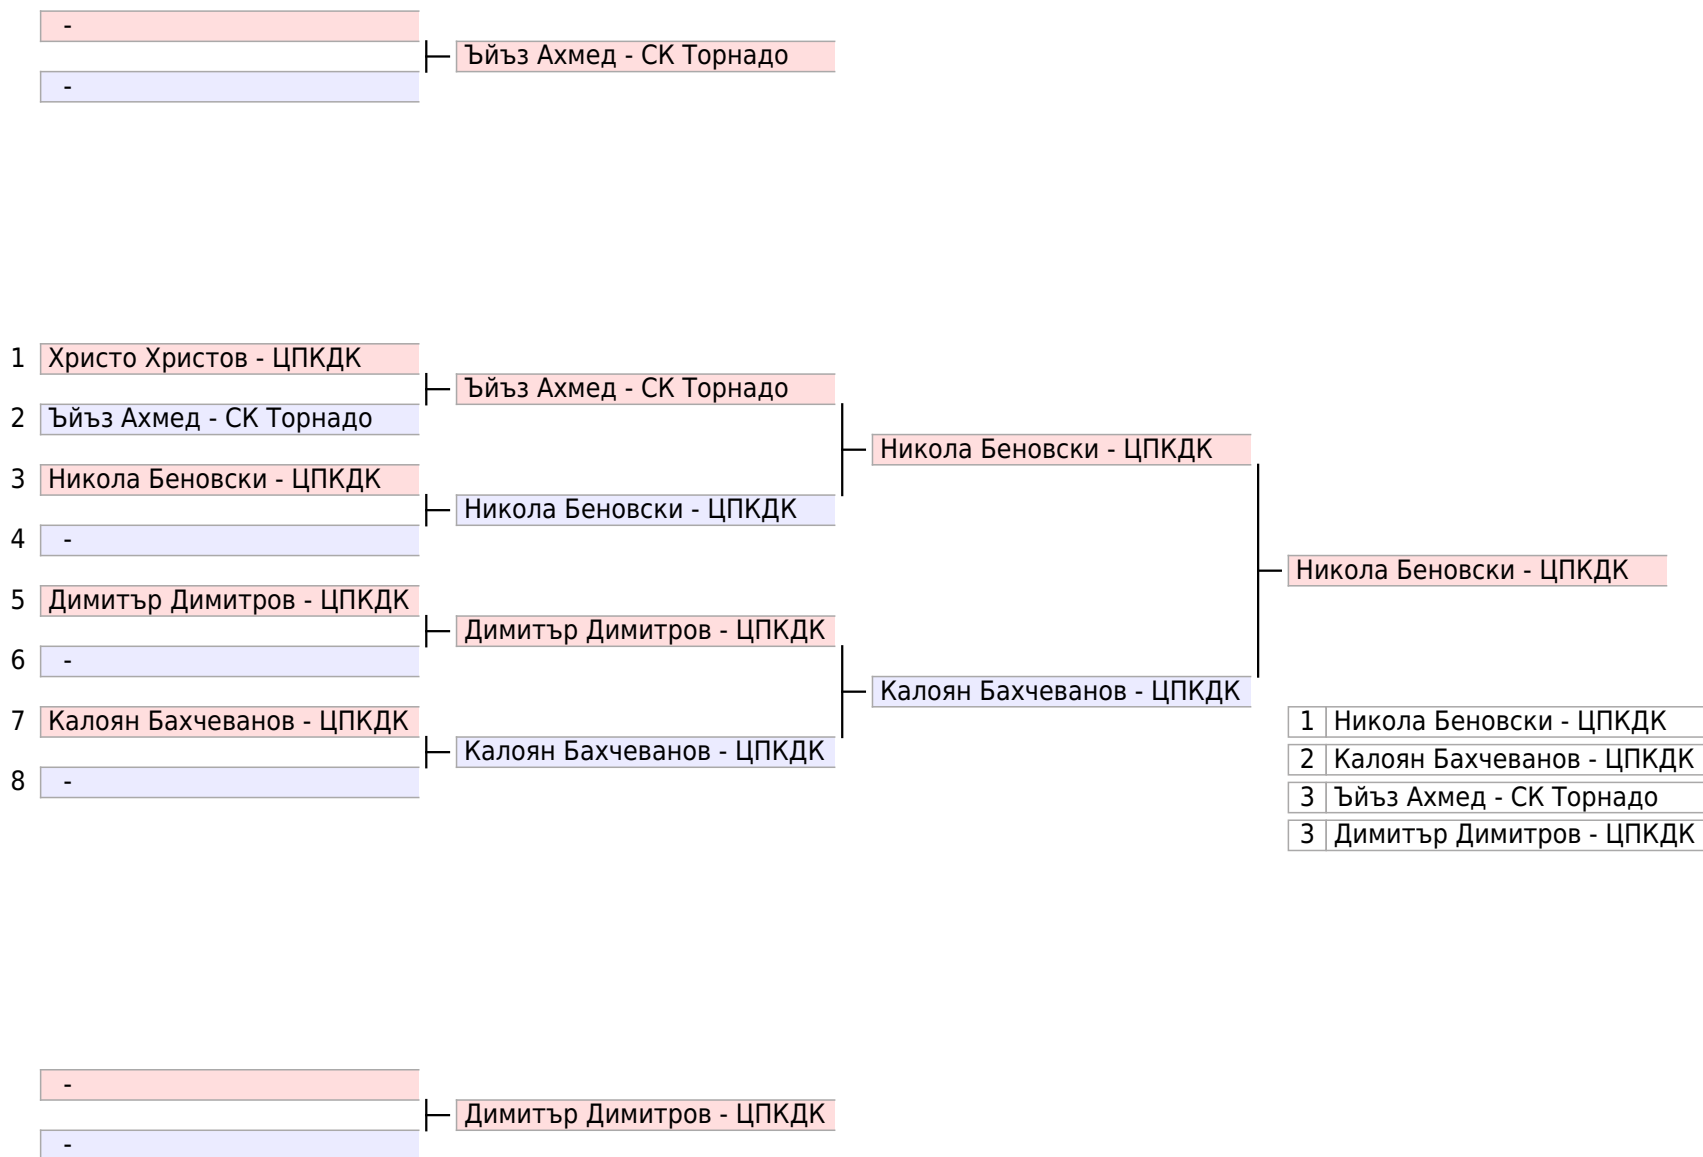 -
Ъйъз Ахмед - СК Торнадо
-
1 Христо Христов - ЦПКДК
Ъйъз Ахмед - СК Торнадо
2 Ъйъз Ахмед - СК Торнадо
Никола Беновски - ЦПКДК
3 Никола Беновски - ЦПКДК
Никола Беновски - ЦПКДК
4 -
Никола Беновски - ЦПКДК
5 Димитър Димитров - ЦПКДК
Димитър Димитров - ЦПКДК
6 -
Калоян Бахчеванов - ЦПКДК
7 Калоян Бахчеванов - ЦПКДК
Калоян Бахчеванов - ЦПКДК
8 -
1 Никола Беновски - ЦПКДК
2 Калоян Бахчеванов - ЦПКДК
3 Ъйъз Ахмед - СК Торнадо
3 Димитър Димитров - ЦПКДК
-
Димитър Димитров - ЦПКДК
-